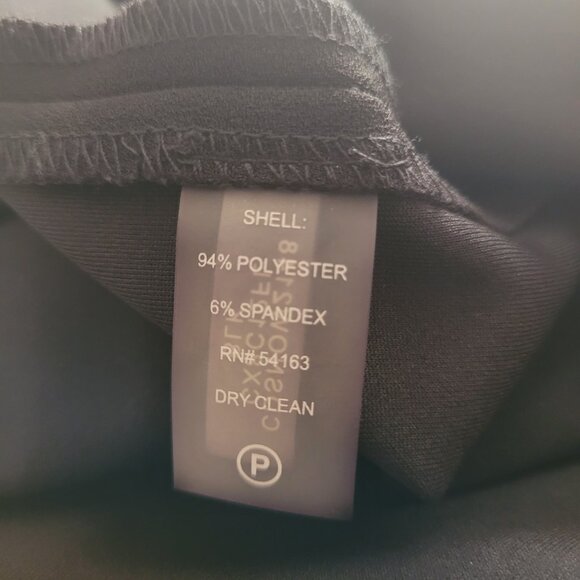 SHELL:
94% POLYESTER
6% SPANDEX
RN# 54163
DRY CLEAN
P